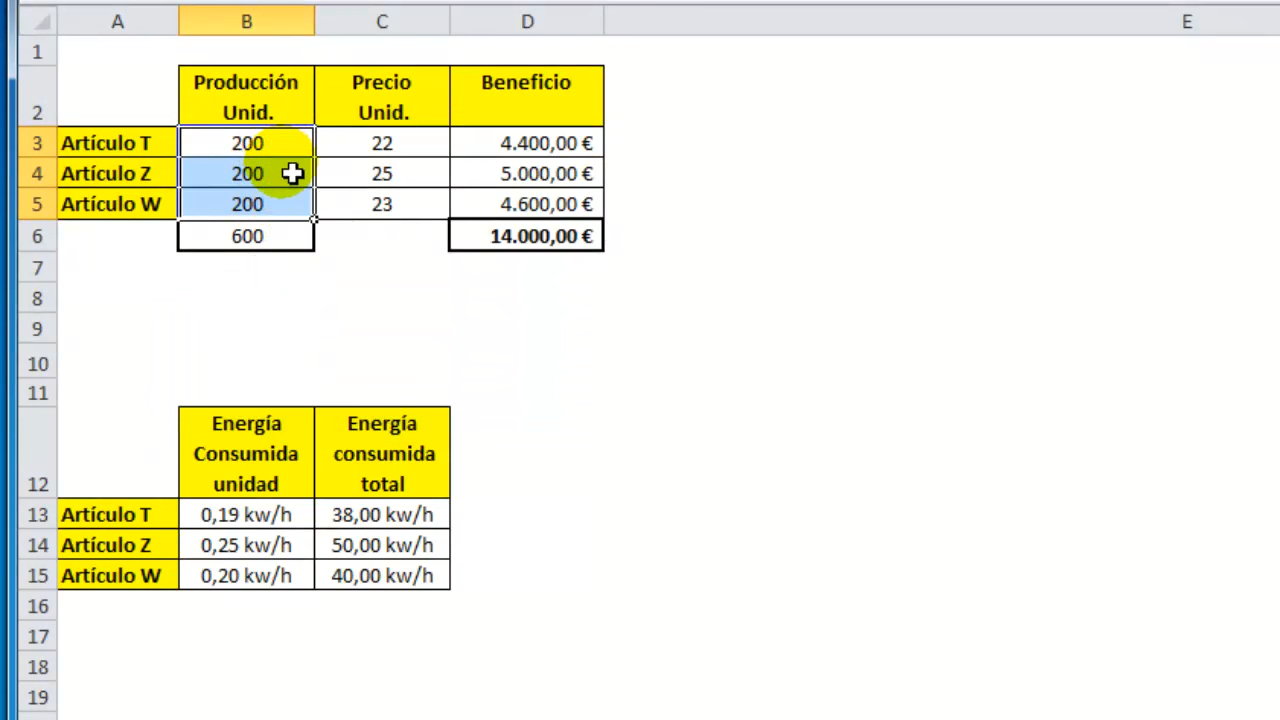 A B C D E
1
Producción Precio Beneficio
2 Unid. Unid.
3 Artículo T 200 22 4.400,00 €
4 Artículo Z 200 25 5.000,00 €
5 Artículo W 200 23 4.600,00 €
6 600 14.000,00 €
7
8
9
10
11
Energía Energía
Consumida consumida
12 unidad total
13 Artículo T 0,19 kw/h 38,00 kw/h
14 Artículo Z 0,25 kw/h 50,00 kw/h
15 Artículo W 0,20 kw/h 40,00 kw/h
16
17
18
19